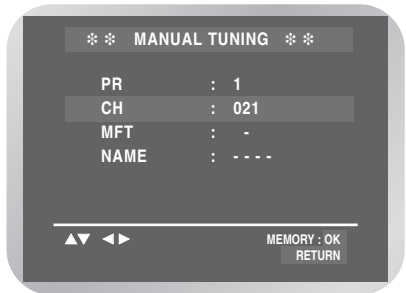 ❄ ❄ MANUAL TUNING ❄ ❄
PR : 1
CH : 021
MFT : -
NAME : - - - -
▲▼ ◀▶ MEMORY : OK
RETURN